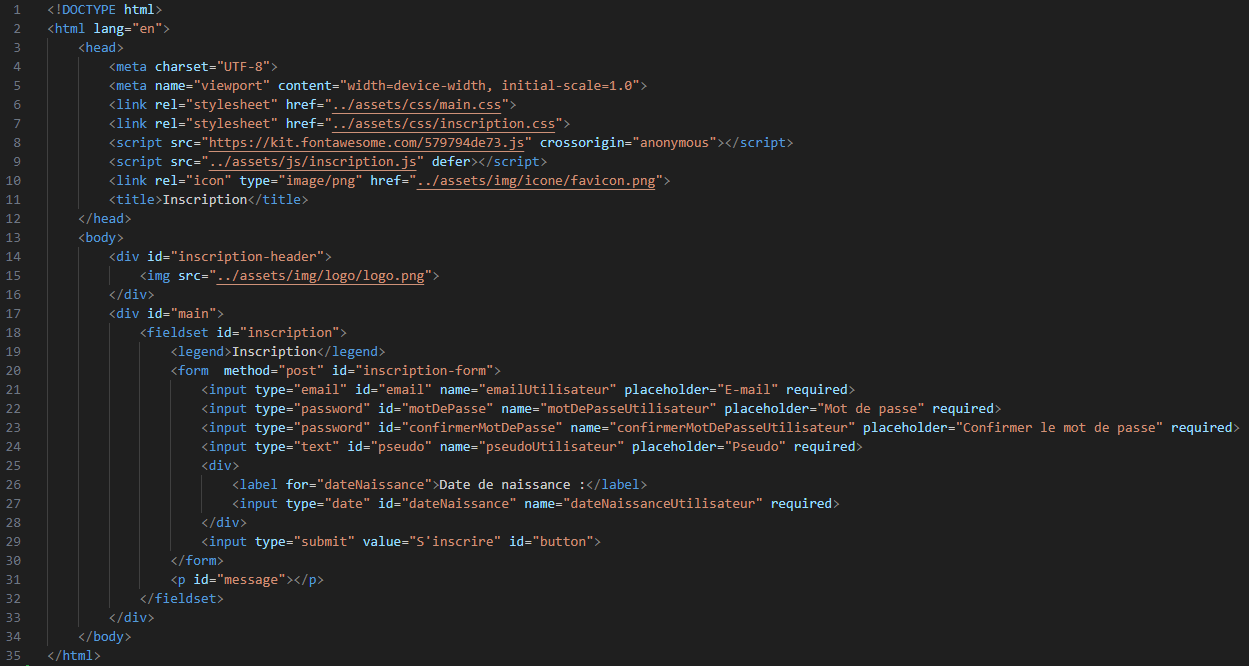 1 <!DOCTYPE html>
2 <html lang="en">
3     <head>
4         <meta charset="UTF-8">
5         <meta name="viewport" content="width=device-width, initial-scale=1.0">
6         <link rel="stylesheet" href="../assets/css/main.css">
7         <link rel="stylesheet" href="../assets/css/inscription.css">
8         <script src="https://kit.fontawesome.com/579794de73.js" crossorigin="anonymous"></script>
9         <script src="../assets/js/inscription.js" defer></script>
10         <link rel="icon" type="image/png" href="../assets/img/icone/favicon.png">
11         <title>Inscription</title>
12     </head>
13     <body>
14         <div id="inscription-header">
15             <img src="../assets/img/logo/logo.png">
16         </div>
17         <div id="main">
18             <fieldset id="inscription">
19                 <legend>Inscription</legend>
20                 <form  method="post" id="inscription-form">
21                     <input type="email" id="email" name="emailUtilisateur" placeholder="E-mail" required>
22                     <input type="password" id="motDePasse" name="motDePasseUtilisateur" placeholder="Mot de passe" required>
23                     <input type="password" id="confirmerMotDePasse" name="confirmerMotDePasseUtilisateur" placeholder="Confirmer le mot de passe" required>
24                     <input type="text" id="pseudo" name="pseudoUtilisateur" placeholder="Pseudo" required>
25                     <div>
26                         <label for="dateNaissance">Date de naissance :</label>
27                         <input type="date" id="dateNaissance" name="dateNaissanceUtilisateur" required>
28                     </div>
29                     <input type="submit" value="S'inscrire" id="button">
30                 </form>
31                 <p id="message"></p>
32             </fieldset>
33         </div>
34     </body>
35 </html>